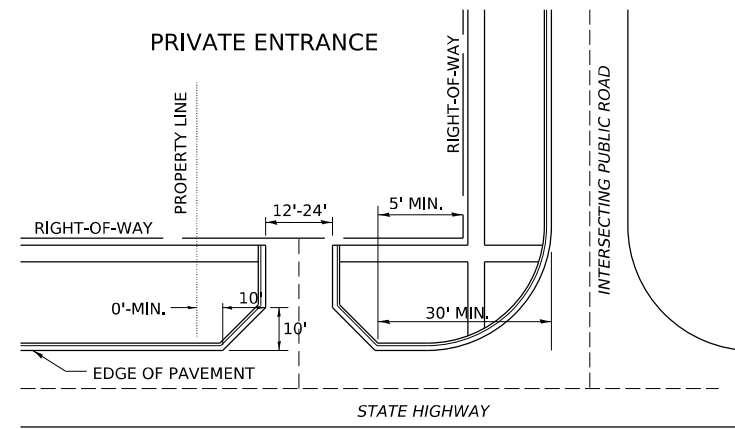 PRIVATE ENTRANCE
PROPERTY LINE
RIGHT-OF-WAY
INTERSECTING PUBLIC ROAD
12'-24'
5' MIN.
RIGHT-OF-WAY
0'-MIN.
10'
10'
30' MIN.
EDGE OF PAVEMENT
STATE HIGHWAY